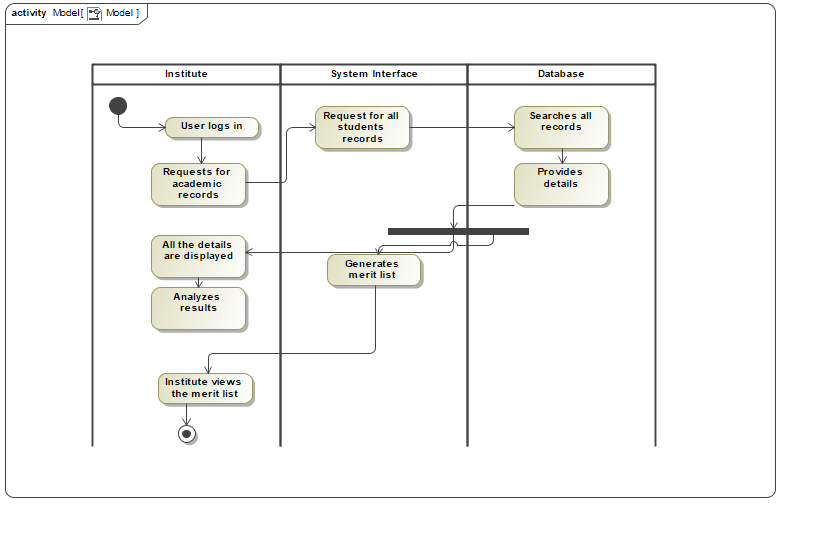 activity Model[ Model ]
Institute
System Interface
Database
User logs in
Request for all
students
records
Searches all
records
Requests for
academic
records
Provides
details
All the details
are displayed
Generates
merit list
Analyzes
results
Institute views
the merit list